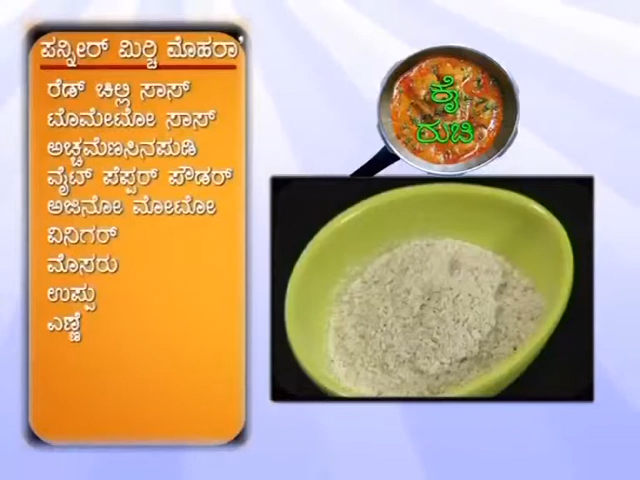 ಪನ್ನೀರ್ ಮಿರ್‍ಚಿ ಮೊಹರಾ
ರೆಡ್ ಚಿಲ್ಲಿ ಸಾಸ್
ಟೊಮೇಟೋ ಸಾಸ್
ಅಚ್ಚಮೆಣಸಿನಪುಡಿ
ವೈಟ್ ಪೆಪ್ಪರ್ ಪೌಡರ್
ಅಜಿನೋ ಮೋಟೋ
ವಿನಿಗರ್
ಮೊಸರು
ಉಪ್ಪು
ಎಣ್ಣೆ
ಕೈ
ರುಚಿ